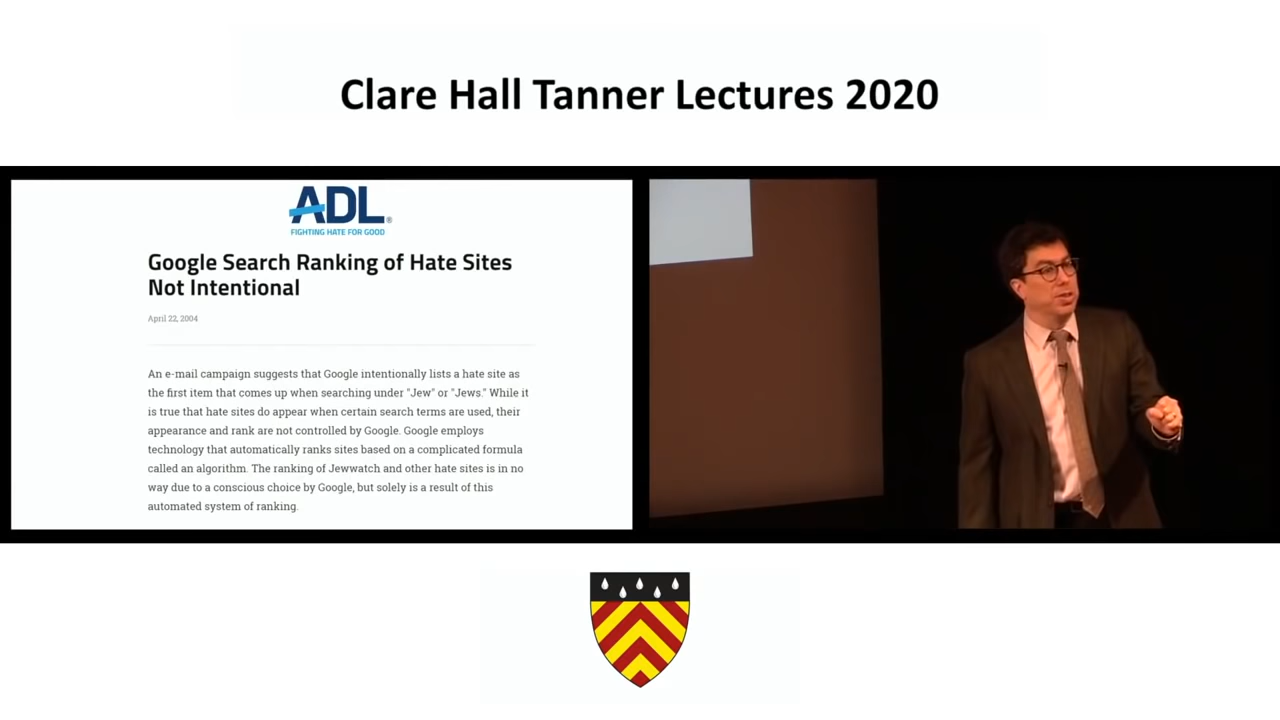 Clare Hall Tanner Lectures 2020
ADL®
FIGHTING HATE FOR GOOD
Google Search Ranking of Hate Sites
Not Intentional
April 22, 2004
An e-mail campaign suggests that Google intentionally lists a hate site as
the first item that comes up when searching under "Jew" or "Jews." While it
is true that hate sites do appear when certain search terms are used, their
appearance and rank are not controlled by Google. Google employs
technology that automatically ranks sites based on a complicated formula
called an algorithm. The ranking of Jewwatch and other hate sites is in no
way due to a conscious choice by Google, but solely is a result of this
automated system of ranking.